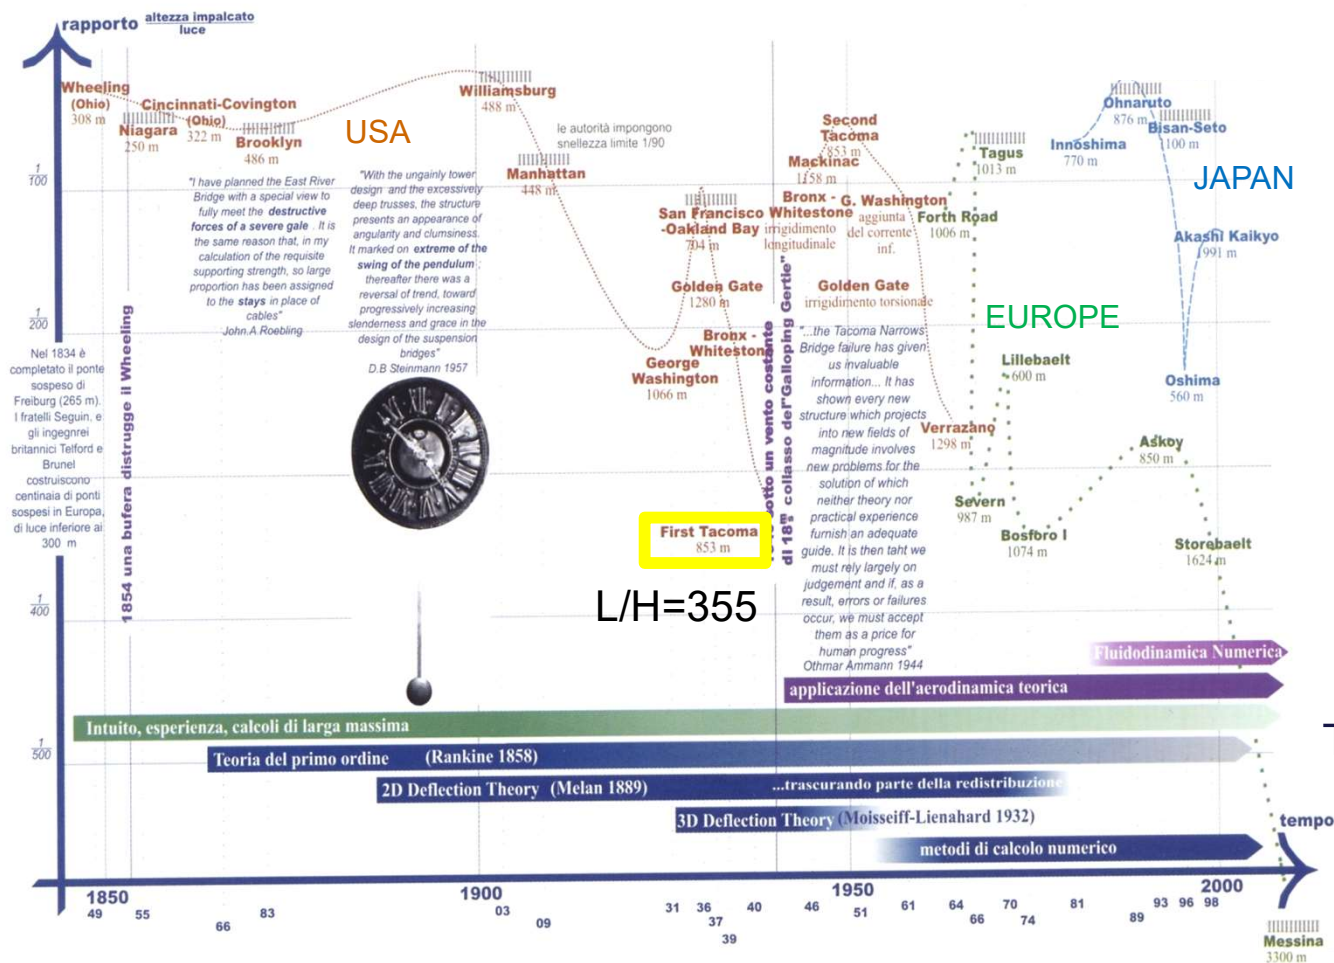 rapporto altezza impalcato
luce
Wheeling
(Ohio)
308 m
Niagara
250 m
Cincinnati-Covington
(Ohio)
322 m
Brooklyn
486 m
USA
Williamsburg
488 m
le autorità impongono
snellezza limite 1/90
Manhattan
448 m
"I have planned the East River
Bridge with a special view to
fully meet the destructive
forces of a severe gale . It is
the same reason that, in my
calculation of the requisite
supporting strength, so large
proportion has been assigned
to the stays in place of
cables"
John.A Roebling
"With the ungainly tower
design and the excessively
deep trusses, the structure
presents an appearance of
angularity and clumsiness.
It marked on extreme of the
swing of the pendulum ;
thereafter there was a
reversal of trend, toward
progressively increasing
slenderness and grace in the
design of the suspension
bridges"
D.B Steinmann 1957
San Francisco
-Oakland Bay
704 m
Golden Gate
1280 m
Bronx -
Whitestone
George
Washington
1066 m
First Tacoma
853 m
L/H=355
Second
Tacoma
853 m
Mackinac
1158 m
Bronx -
Whitestone
irrigidimento
longitudinale
G. Washington
aggiunta
del corrente
inf.
Golden Gate
irrigidimento torsionale
"...the Tacoma Narrows
Bridge failure has given
us invaluable
information... It has
shown every new
structure which projects
into new fields of
magnitude involves
new problems for the
solution of which
neither theory nor
practical experience
furnish an adequate
guide. It is then taht we
must rely largely on
judgement and if, as a
result, errors or failures
occur, we must accept
them as a price for
human progress"
Othmar Ammann 1944
Verrazano
1298 m
Tagus
1013 m
Forth Road
1006 m
EUROPE
Lillebaelt
600 m
Severn
987 m
Bosforo I
1074 m
Askoy
850 m
Storebaelt
1624 m
Innoshima
770 m
Ohnaruto
876 m
Bisan-Seto
1100 m
JAPAN
Akashi Kaikyo
1991 m
Oshima
560 m
1
100
1
200
1
400
1
500
Nel 1834 è
completato il ponte
sospeso di
Freiburg (265 m).
I fratelli Seguin, e
gli ingegnrei
britannici Telford e
Brunel
costruiscono
centinaia di ponti
sospesi in Europa,
di luce inferiore ai
300 m
1854 una bufera distrugge il Wheeling
sotto un vento costante
di 18 m collasso del"Galloping Gertie"
Fluidodinamica Numerica
applicazione dell'aerodinamica teorica
Intuito, esperienza, calcoli di larga massima
Teoria del primo ordine (Rankine 1858)
2D Deflection Theory (Melan 1889) ...trascurando parte della redistribuzione
3D Deflection Theory (Moisseiff-Lienahard 1932)
metodi di calcolo numerico
tempo
1850 1900 1950 2000
49 55 66 83 03 09 31 36 37 39 40 46 51 61 64 66 70 74 81 89 93 96 98
Messina
3300 m